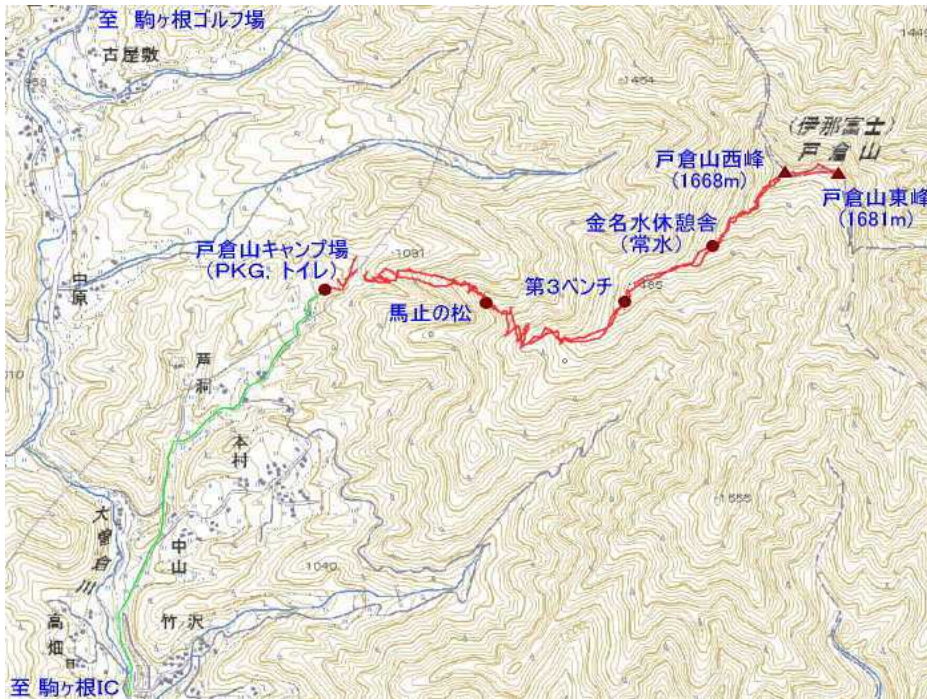 至 駒ヶ根ゴルフ場
古屋敷
1454
(伊那富士)
戸倉山
戸倉山西峰
(1668m)
戸倉山東峰
(1681m)
金名水休憩舎
(常水)
戸倉山キャンプ場
(PKG, トイレ)
1091
第3ベンチ
1485
馬止の松
中原
芦洞
本村
大曽倉川
中山
1040
竹沢
高畑
至 駒ヶ根IC